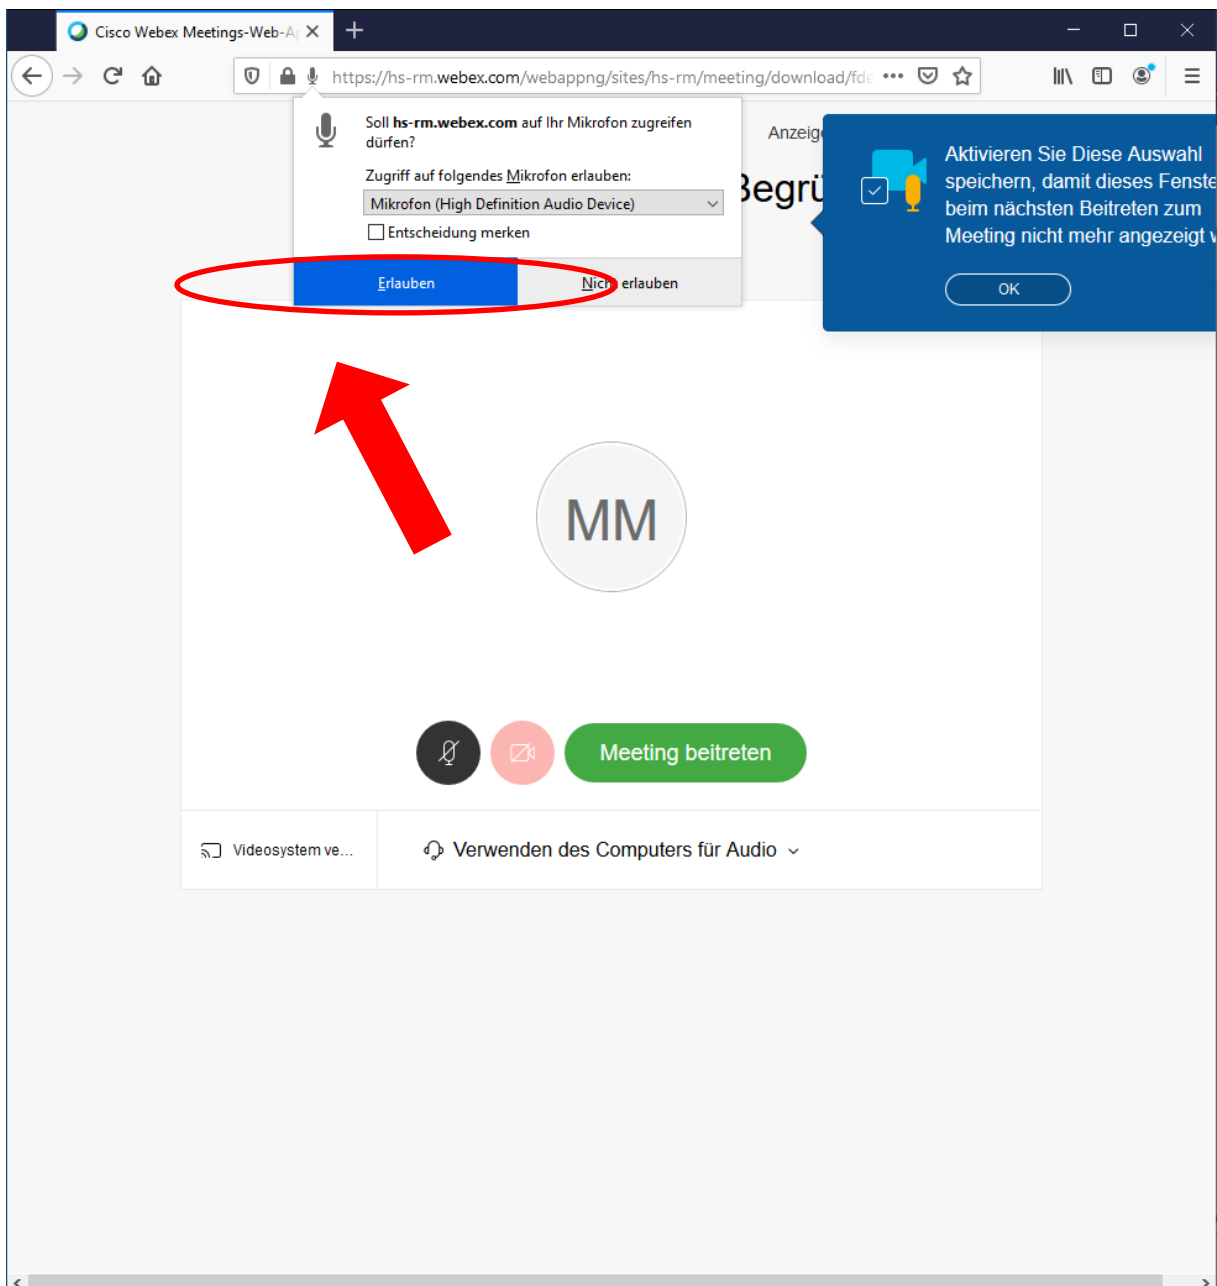 Cisco Webex Meetings-Web-A
https://hs-rm.webex.com/webappng/sites/hs-rm/meeting/download/fde
Soll hs-rm.webex.com auf Ihr Mikrofon zugreifen
dürfen?
Zugriff auf folgendes Mikrofon erlauben:
Mikrofon (High Definition Audio Device)
Entscheidung merken
Erlauben
Nicht erlauben
Anzeige
Begrü
Aktivieren Sie Diese Auswahl
speichern, damit dieses Fenste
beim nächsten Beitreten zum
Meeting nicht mehr angezeigt w
OK
MM
Meeting beitreten
Videosystem ve...
Verwenden des Computers für Audio